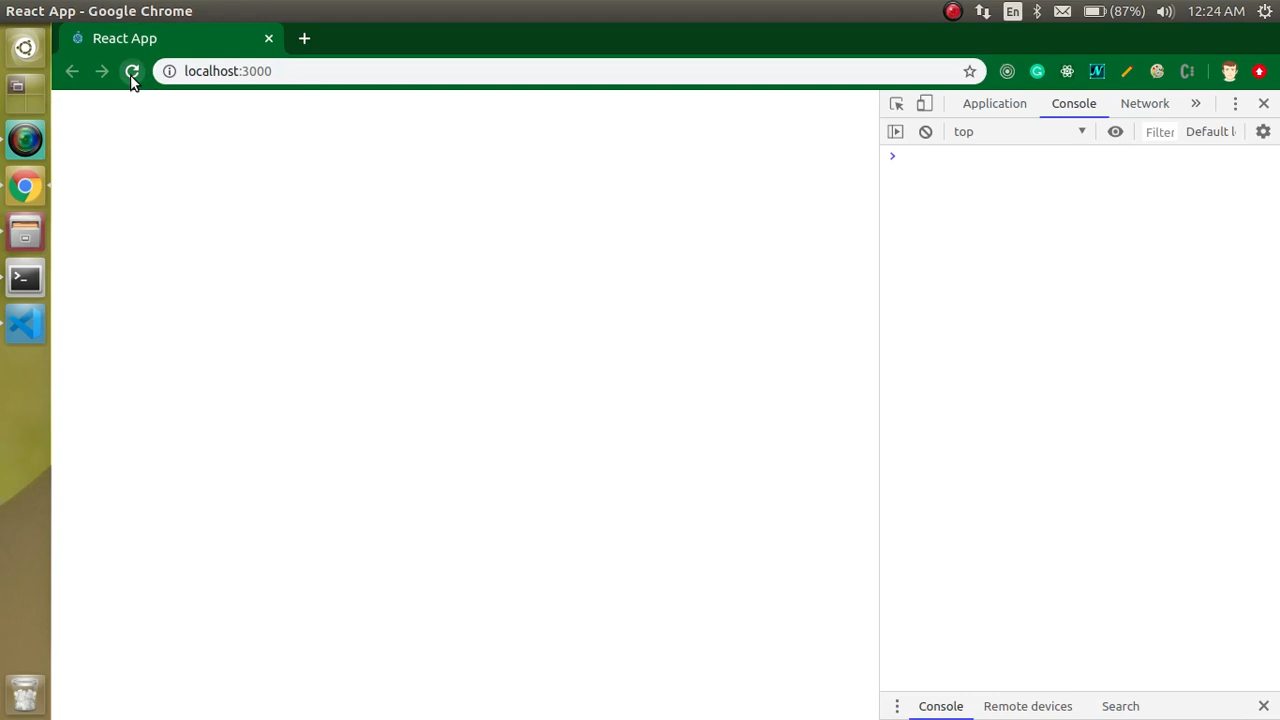 React App - Google Chrome
En
(87%)
12:24 AM
React App
localhost:3000
Application
Console
Network
top
Filter
Default l
Console
Remote devices
Search